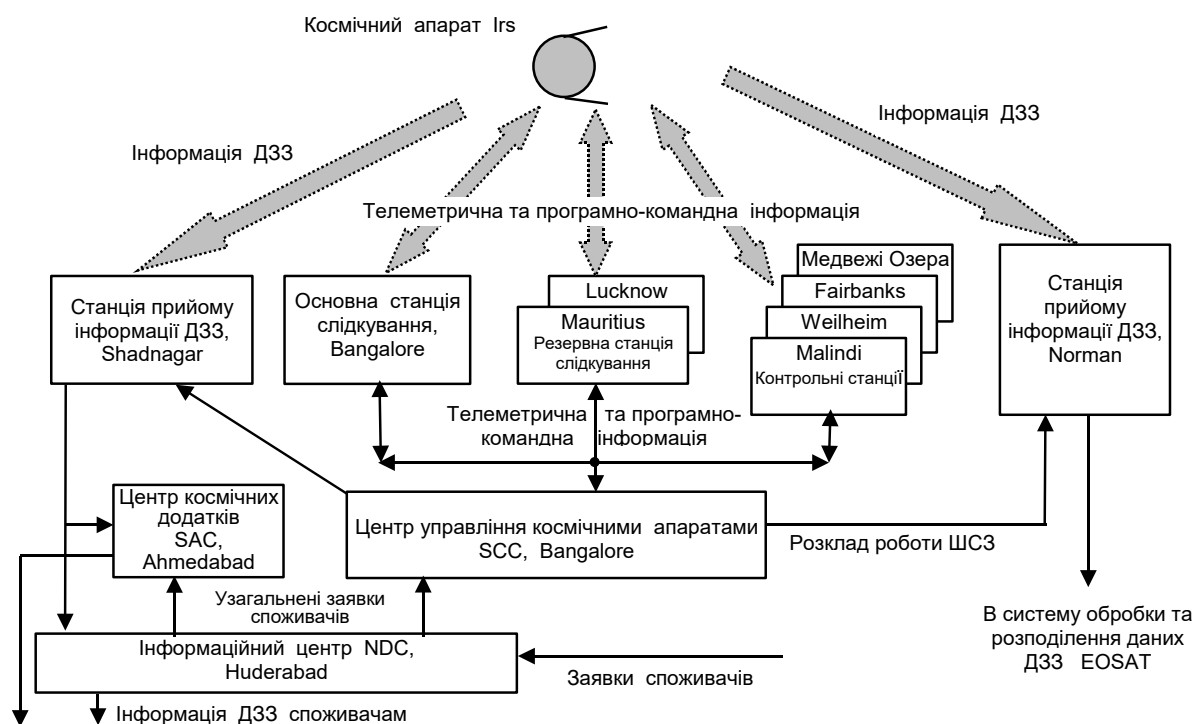 Космічний апарат Irs
Інформація ДЗЗ
Інформація ДЗЗ
Телеметрична та програмно-командна інформація
Станція прийому
інформації ДЗЗ,
Shadnagar
Основна станція
слідкування,
Bangalore
Lucknow
Mauritius
Резервна станція
слідкування
Медвежі Озера
Fairbanks
Weilheim
Malindi
Контрольні станції
Станція
прийому
інформації ДЗЗ,
Norman
Телеметрична та програмно-
командна інформація
Центр космічних
додатків
SAC,
Ahmedabad
Центр управління космічними апаратами
SCC, Bangalore
Розклад роботи ШСЗ
Узагальнені заявки
споживачів
Інформаційний центр NDC,
Huderabad
Заявки споживачів
В систему обробки та
розподілення даних
ДЗЗ EOSAT
Інформація ДЗЗ споживачам